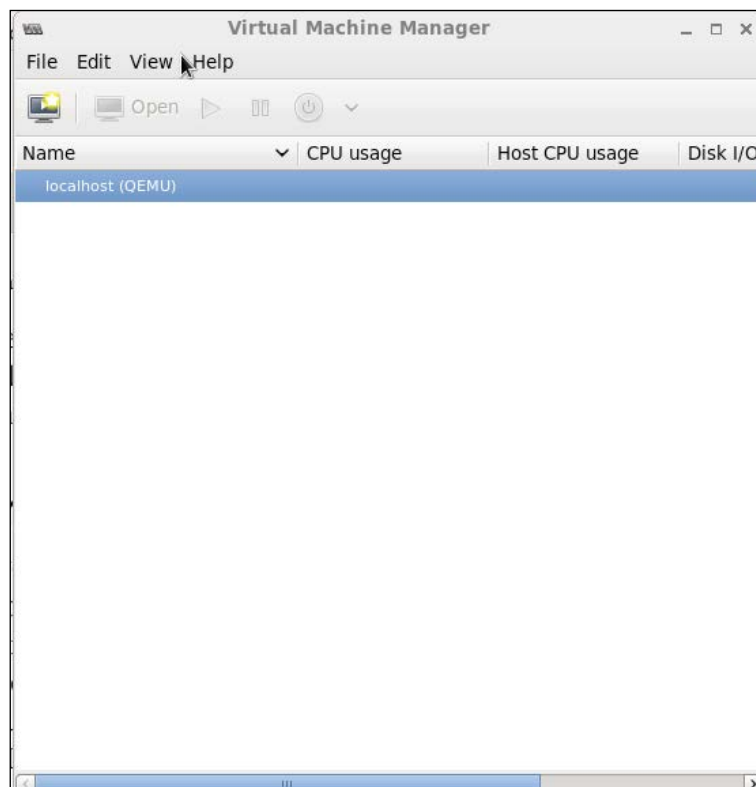 Virtual Machine Manager
File Edit View Help
Open
Name CPU usage Host CPU usage Disk I/O
localhost (QEMU)